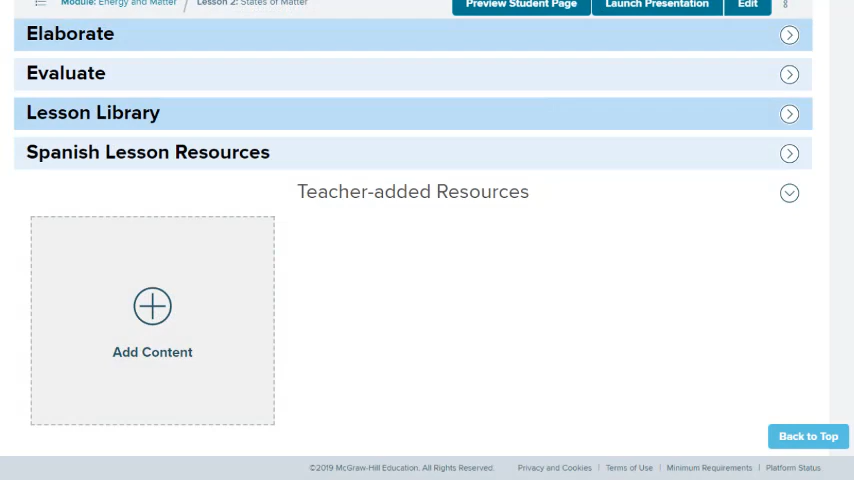 Module: Energy and Matter / Lesson 2: States of Matter
Preview Student Page
Launch Presentation
Edit
Elaborate
Evaluate
Lesson Library
Spanish Lesson Resources
Teacher-added Resources
Add Content
Back to Top
©2019 McGraw-Hill Education. All Rights Reserved. Privacy and Cookies | Terms of Use | Minimum Requirements | Platform Status